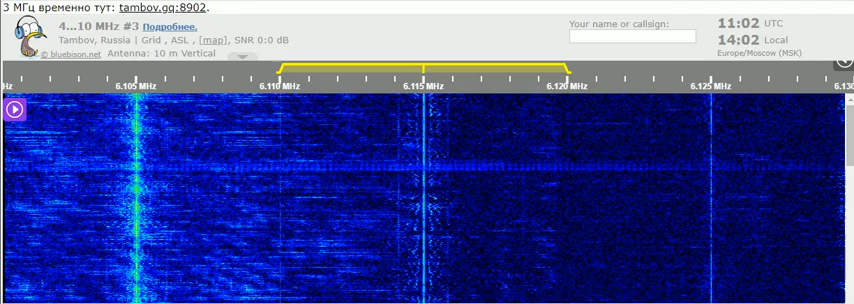 3 МГц временно тут: tambov.gq:8902.
4...10 MHz #3 Подробнее.
Tambov, Russia | Grid , ASL , [map], SNR 0:0 dB
© bluebison.net Antenna: 10 m Vertical
Your name or callsign:
11:02 UTC
14:02 Local
Europe/Moscow (MSK)
Hz 6.105 MHz 6.110 MHz 6.115 MHz 6.120 MHz 6.125 MHz 6.130